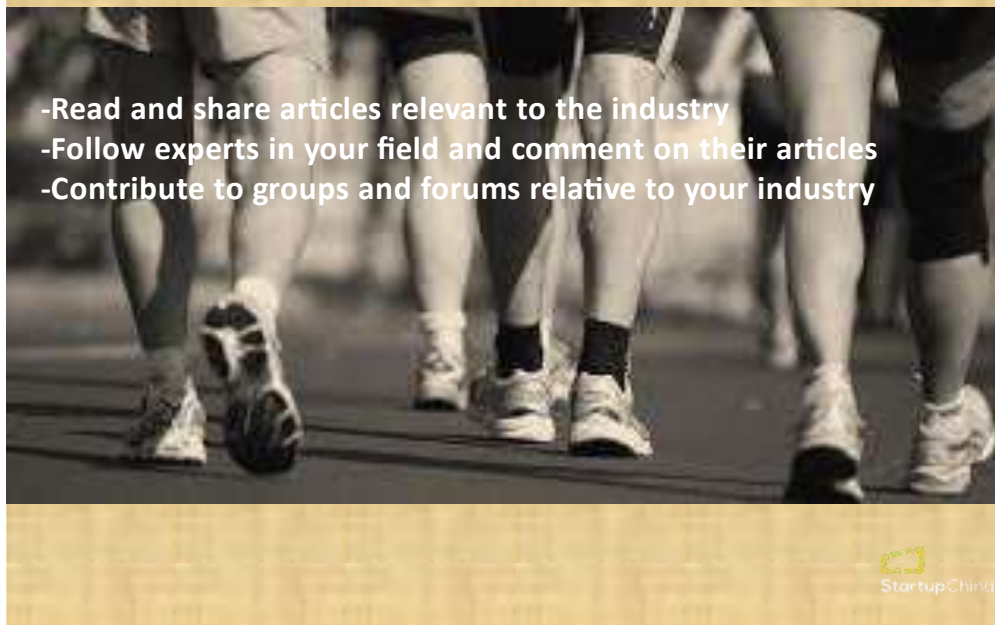 -Read and share articles relevant to the industry
-Follow experts in your field and comment on their articles
-Contribute to groups and forums relative to your industry
StartupChina